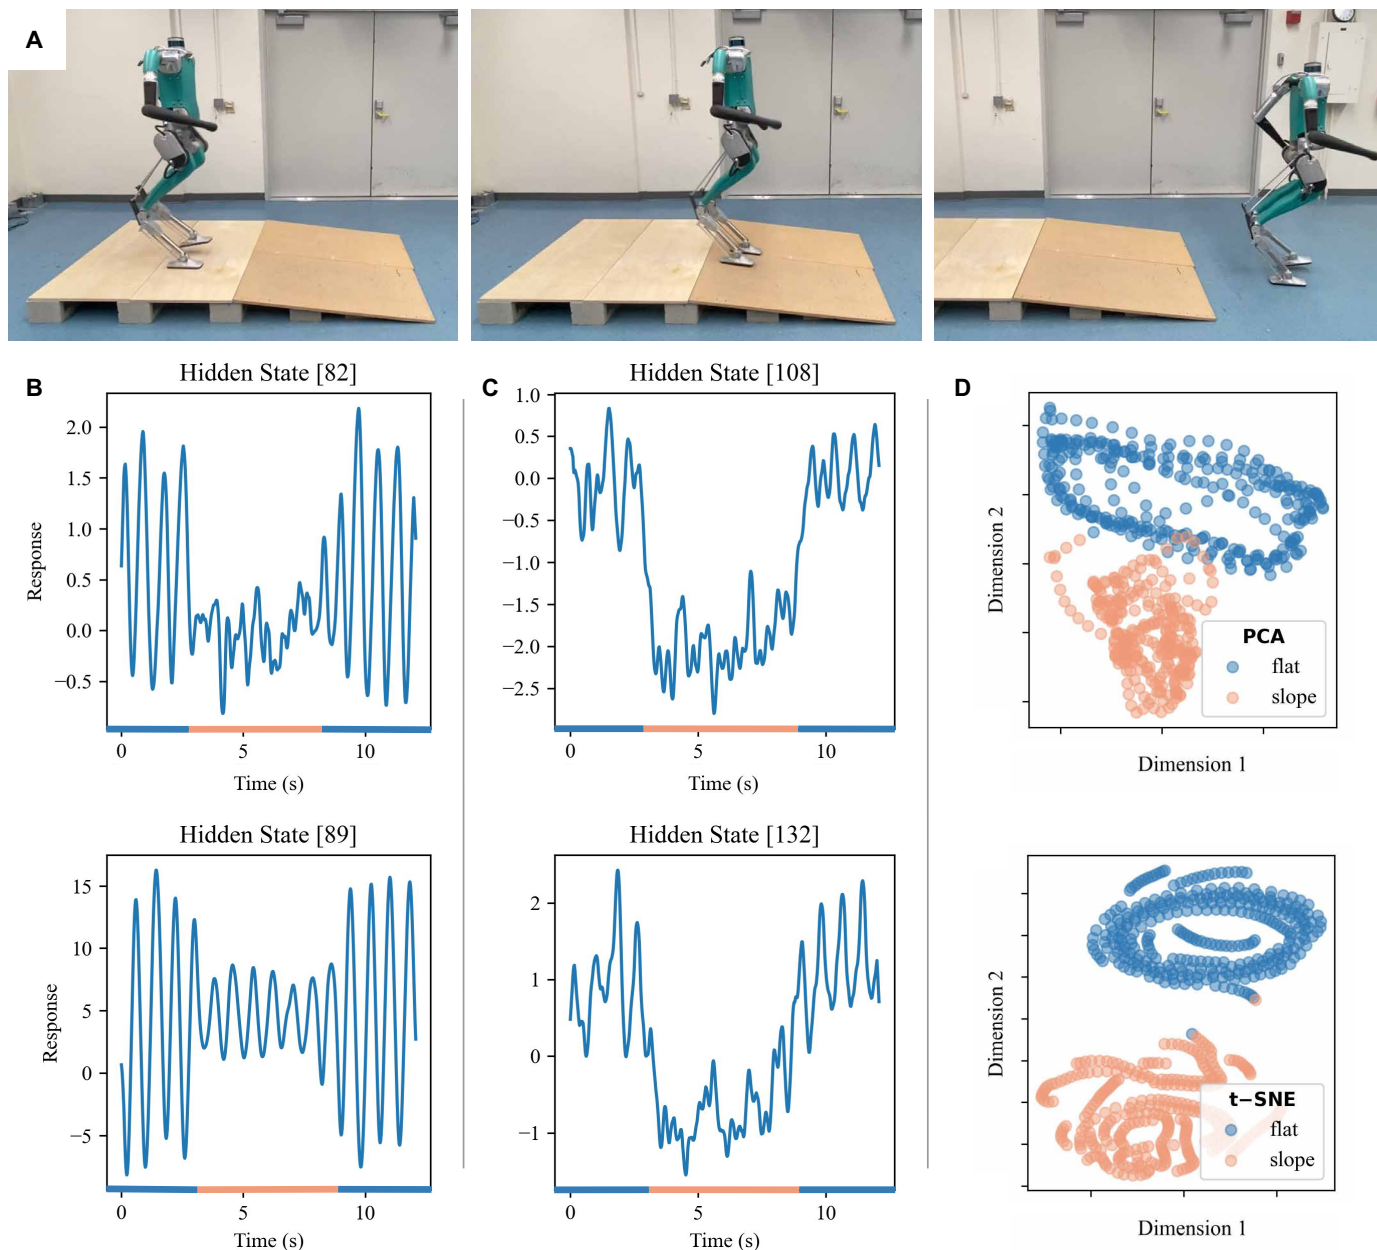 A
B
Hidden State [82]
Response
2.0
1.5
1.0
0.5
0.0
−0.5
0
5
10
Time (s)
Hidden State [89]
Response
15
10
5
0
−5
0
5
10
Time (s)
C
Hidden State [108]
1.0
0.5
0.0
−0.5
−1.0
−1.5
−2.0
−2.5
0
5
10
Time (s)
Hidden State [132]
2
1
0
−1
0
5
10
Time (s)
D
Dimension 2
PCA
flat
slope
Dimension 1
Dimension 2
t−SNE
flat
slope
Dimension 1